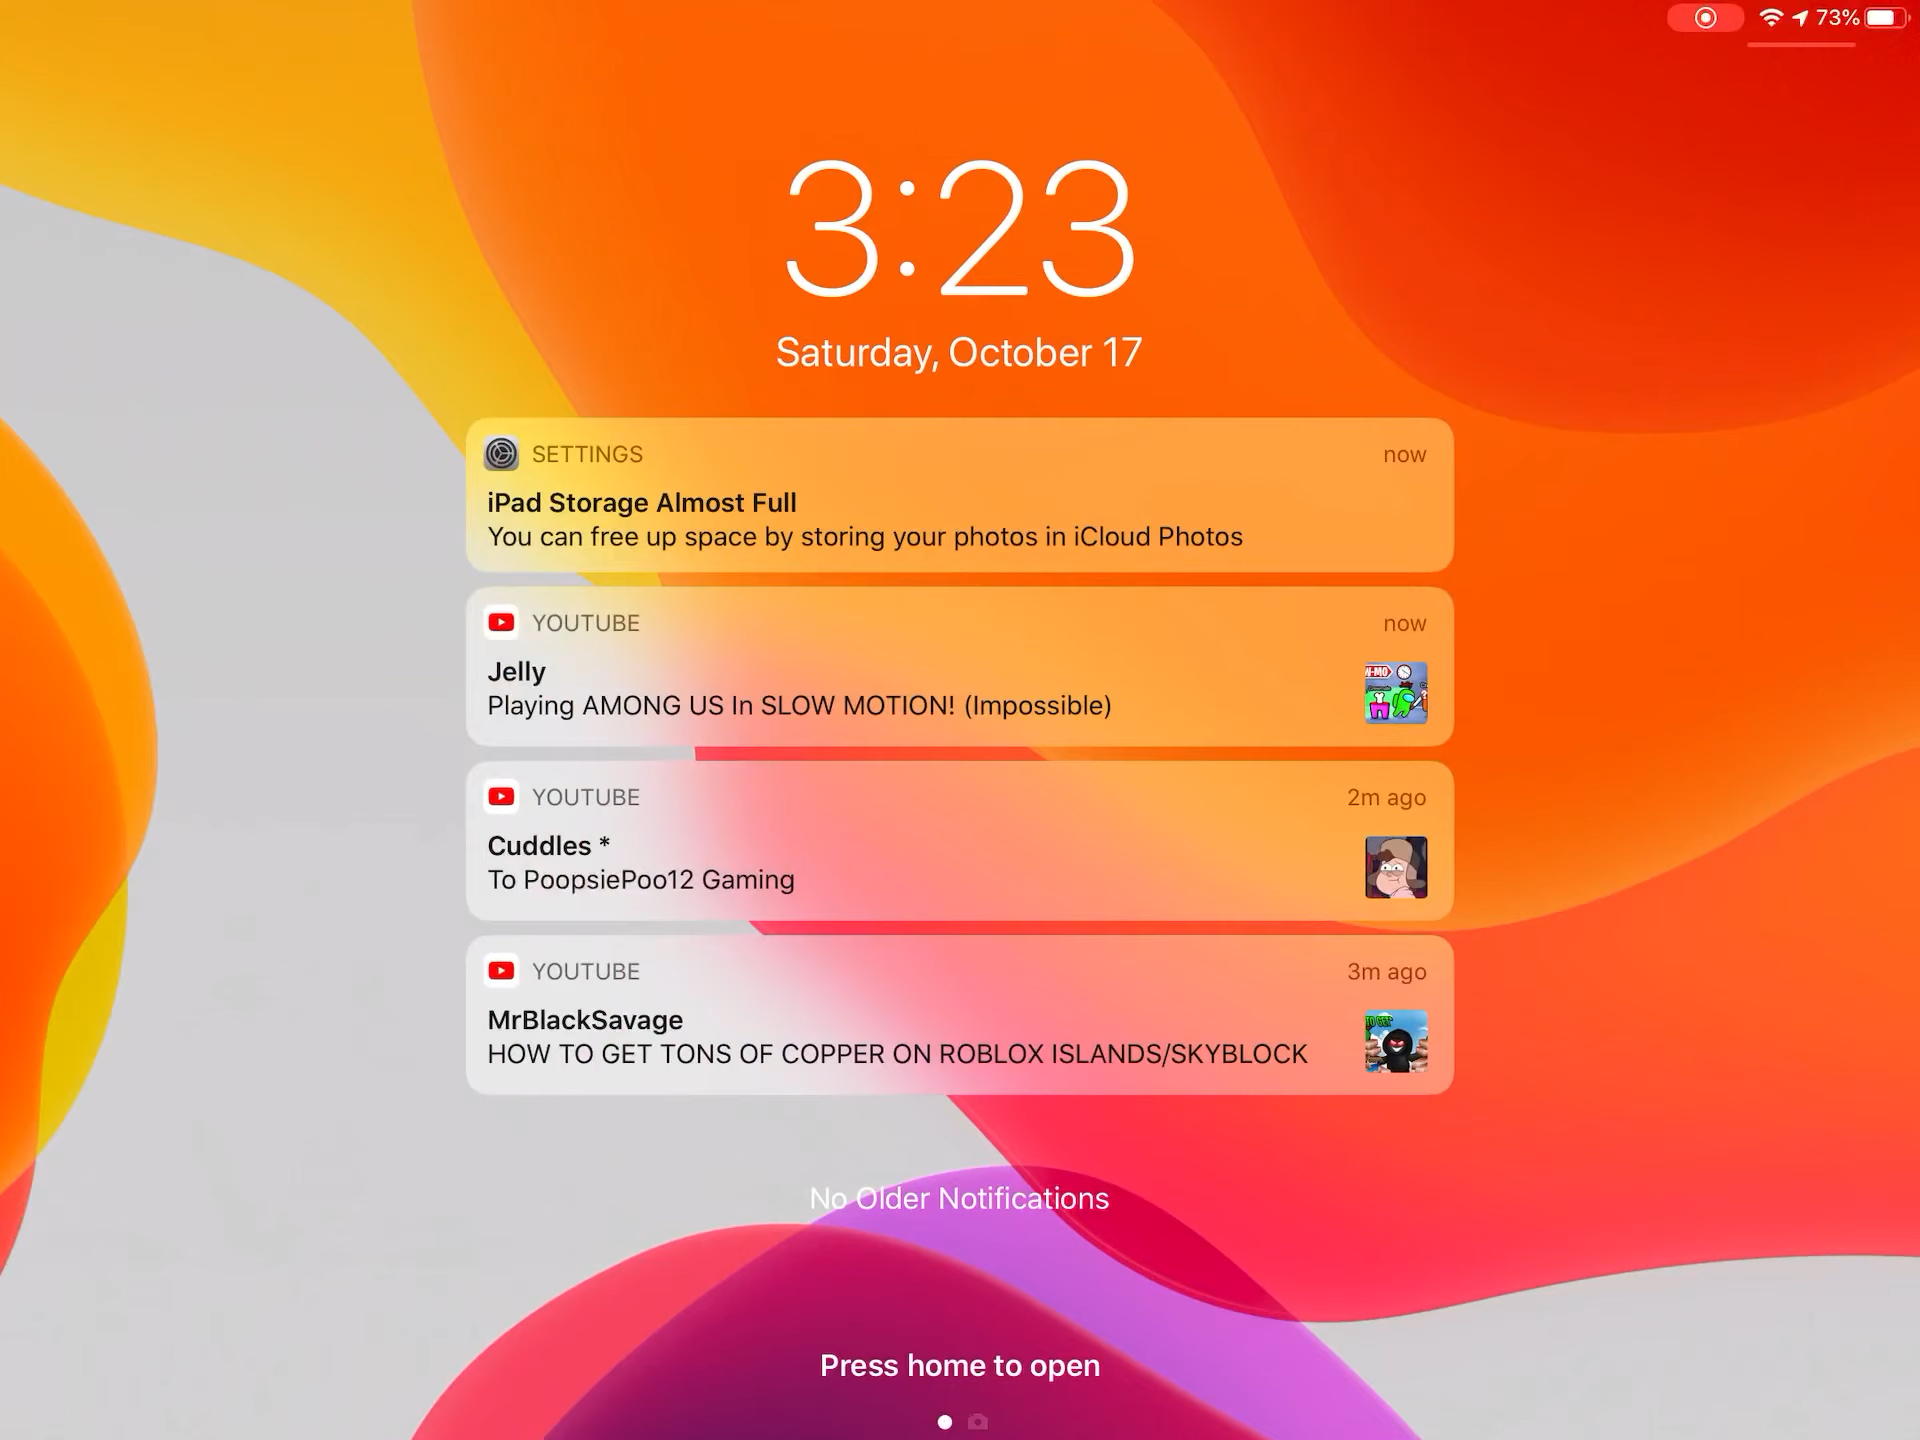 73%
3:23
Saturday, October 17
SETTINGS
now
iPad Storage Almost Full
You can free up space by storing your photos in iCloud Photos
YOUTUBE
now
Jelly
Playing AMONG US In SLOW MOTION! (Impossible)
YOUTUBE
2m ago
Cuddles *
To PoopsiePoo12 Gaming
YOUTUBE
3m ago
MrBlackSavage
HOW TO GET TONS OF COPPER ON ROBLOX ISLANDS/SKYBLOCK
No Older Notifications
Press home to open